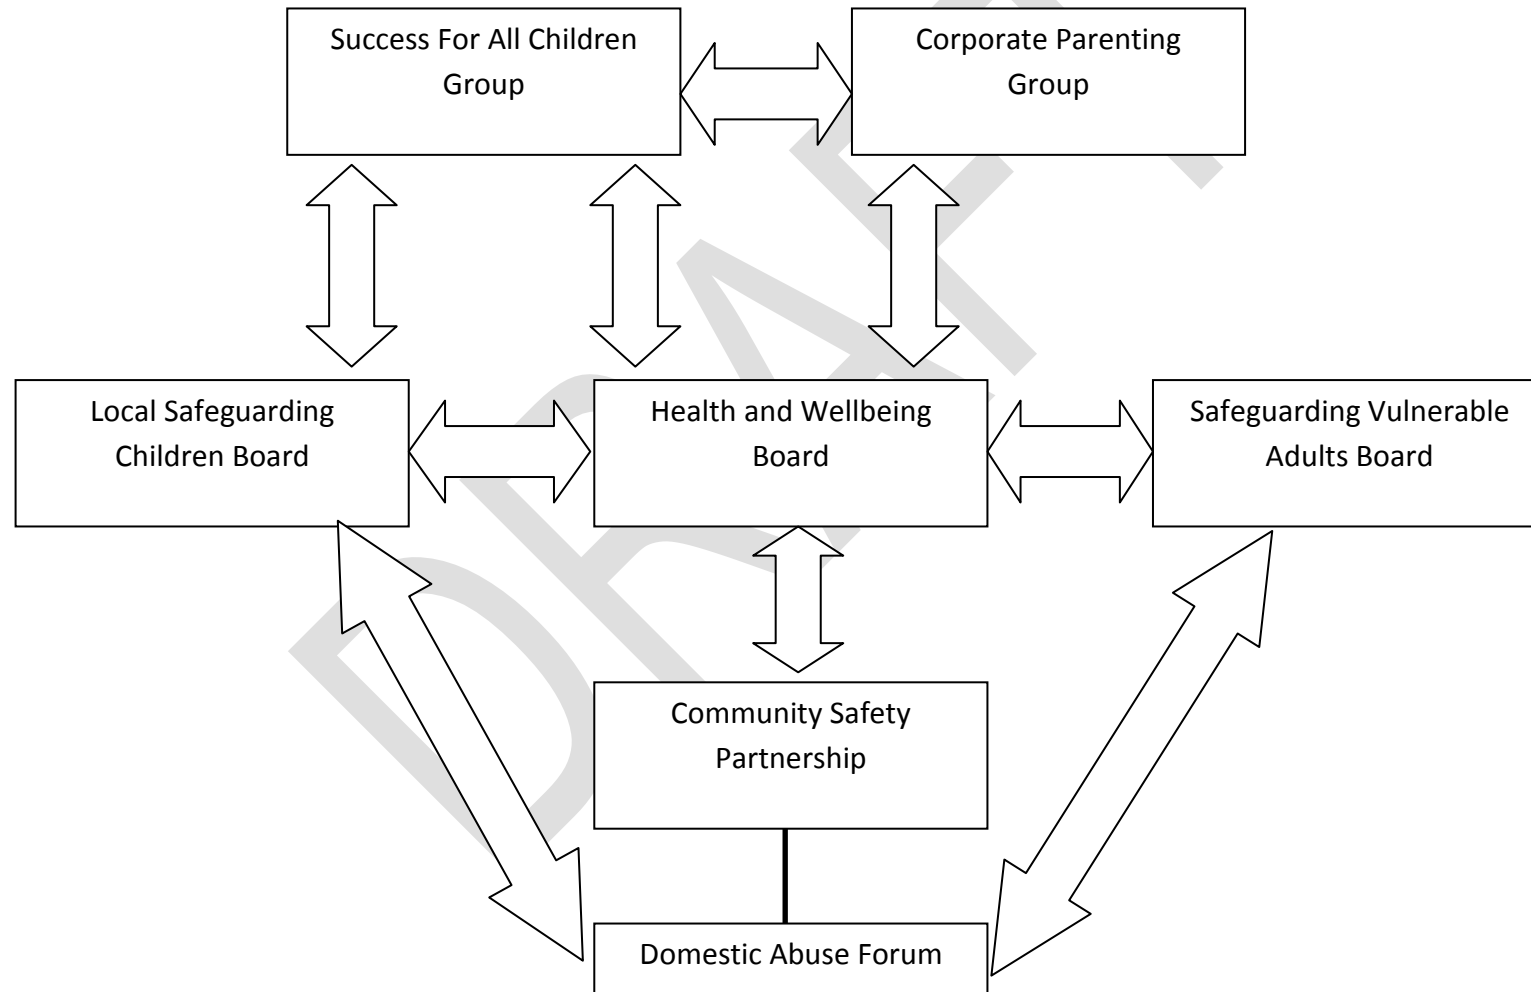 Success For All Children
Group
Corporate Parenting
Group
Local Safeguarding
Children Board
Health and Wellbeing
Board
Safeguarding Vulnerable
Adults Board
Community Safety
Partnership
Domestic Abuse Forum
DRAFT